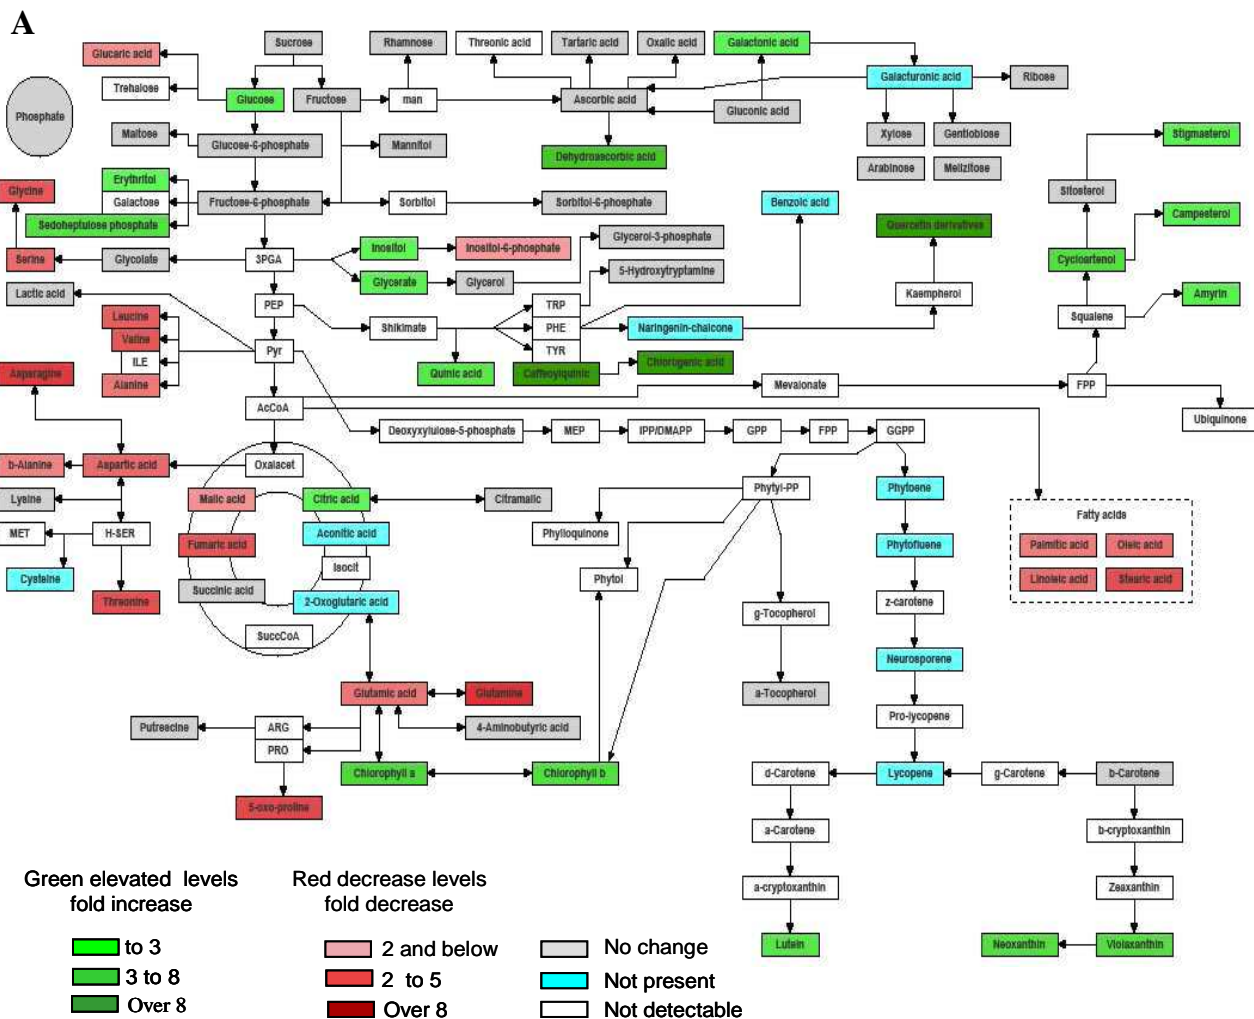 A
Glucaric acid
Sucrose
Rhamnose
Threonic acid
Tartaric acid
Oxalic acid
Galactonic acid
Trehalose
Glucose
Fructose
man
Ascorbic acid
Gluconic acid
Galacturonic acid
Ribose
Phosphate
Maltose
Glucose-6-phosphate
Mannitol
Dehydroascorbic acid
Xylose
Gentiobiose
Arabinose
Melizitose
Stigmasterol
Glycine
Erythritol
Galactose
Sedoheptulose phosphate
Fructose-6-phosphate
Sorbitol
Sorbitol-6-phosphate
Benzoic acid
Quercetin derivatives
Sitosterol
Campesterol
Serine
Glycolate
3PGA
Inositol
Inositol-6-phosphate
Glycerol-3-phosphate
Glycerate
Glycerol
5-Hydroxytryptamine
Cycloartenol
Lactic acid
PEP
Kaempherol
Amyrin
Leucine
Valine
ILE
Alanine
Pyr
Shikimate
TRP
PHE
TYR
Caffeoylquinic
Naringenin-chalcone
Chlorogenic acid
Squalene
Asparagine
Quinic acid
Mevalonate
FPP
AcCoA
Ubiquinone
Deoxyxylulose-5-phosphate
MEP
IPP/DMAPP
GPP
FPP
GGPP
b-Alanine
Aspartic acid
Oxalacet
Lysine
Malic acid
Citric acid
Citramalic
Phytyl-PP
Phytoene
Fatty acids
MET
H-SER
Fumaric acid
Aconitic acid
Phylloquinone
Phytofluene
Palmitic acid
Oleic acid
Cysteine
Isocit
Phytol
Linoleic acid
Stearic acid
Threonine
Succinic acid
2-Oxoglutaric acid
g-Tocopherol
z-carotene
SuccCoA
Neurosporene
Glutamic acid
Glutamine
a-Tocopherol
Putrescine
ARG
PRO
4-Aminobutyric acid
Pro-lycopene
Chlorophyll a
Chlorophyll b
d-Carotene
Lycopene
g-Carotene
b-Carotene
5-oxo-proline
a-Carotene
b-cryptoxanthin
a-cryptoxanthin
Zeaxanthin
Lutein
Neoxanthin
Violaxanthin
Green elevated levels
fold increase
to 3
3 to 8
Over 8
Red decrease levels
fold decrease
2 and below
2 to 5
Over 8
No change
Not present
Not detectable